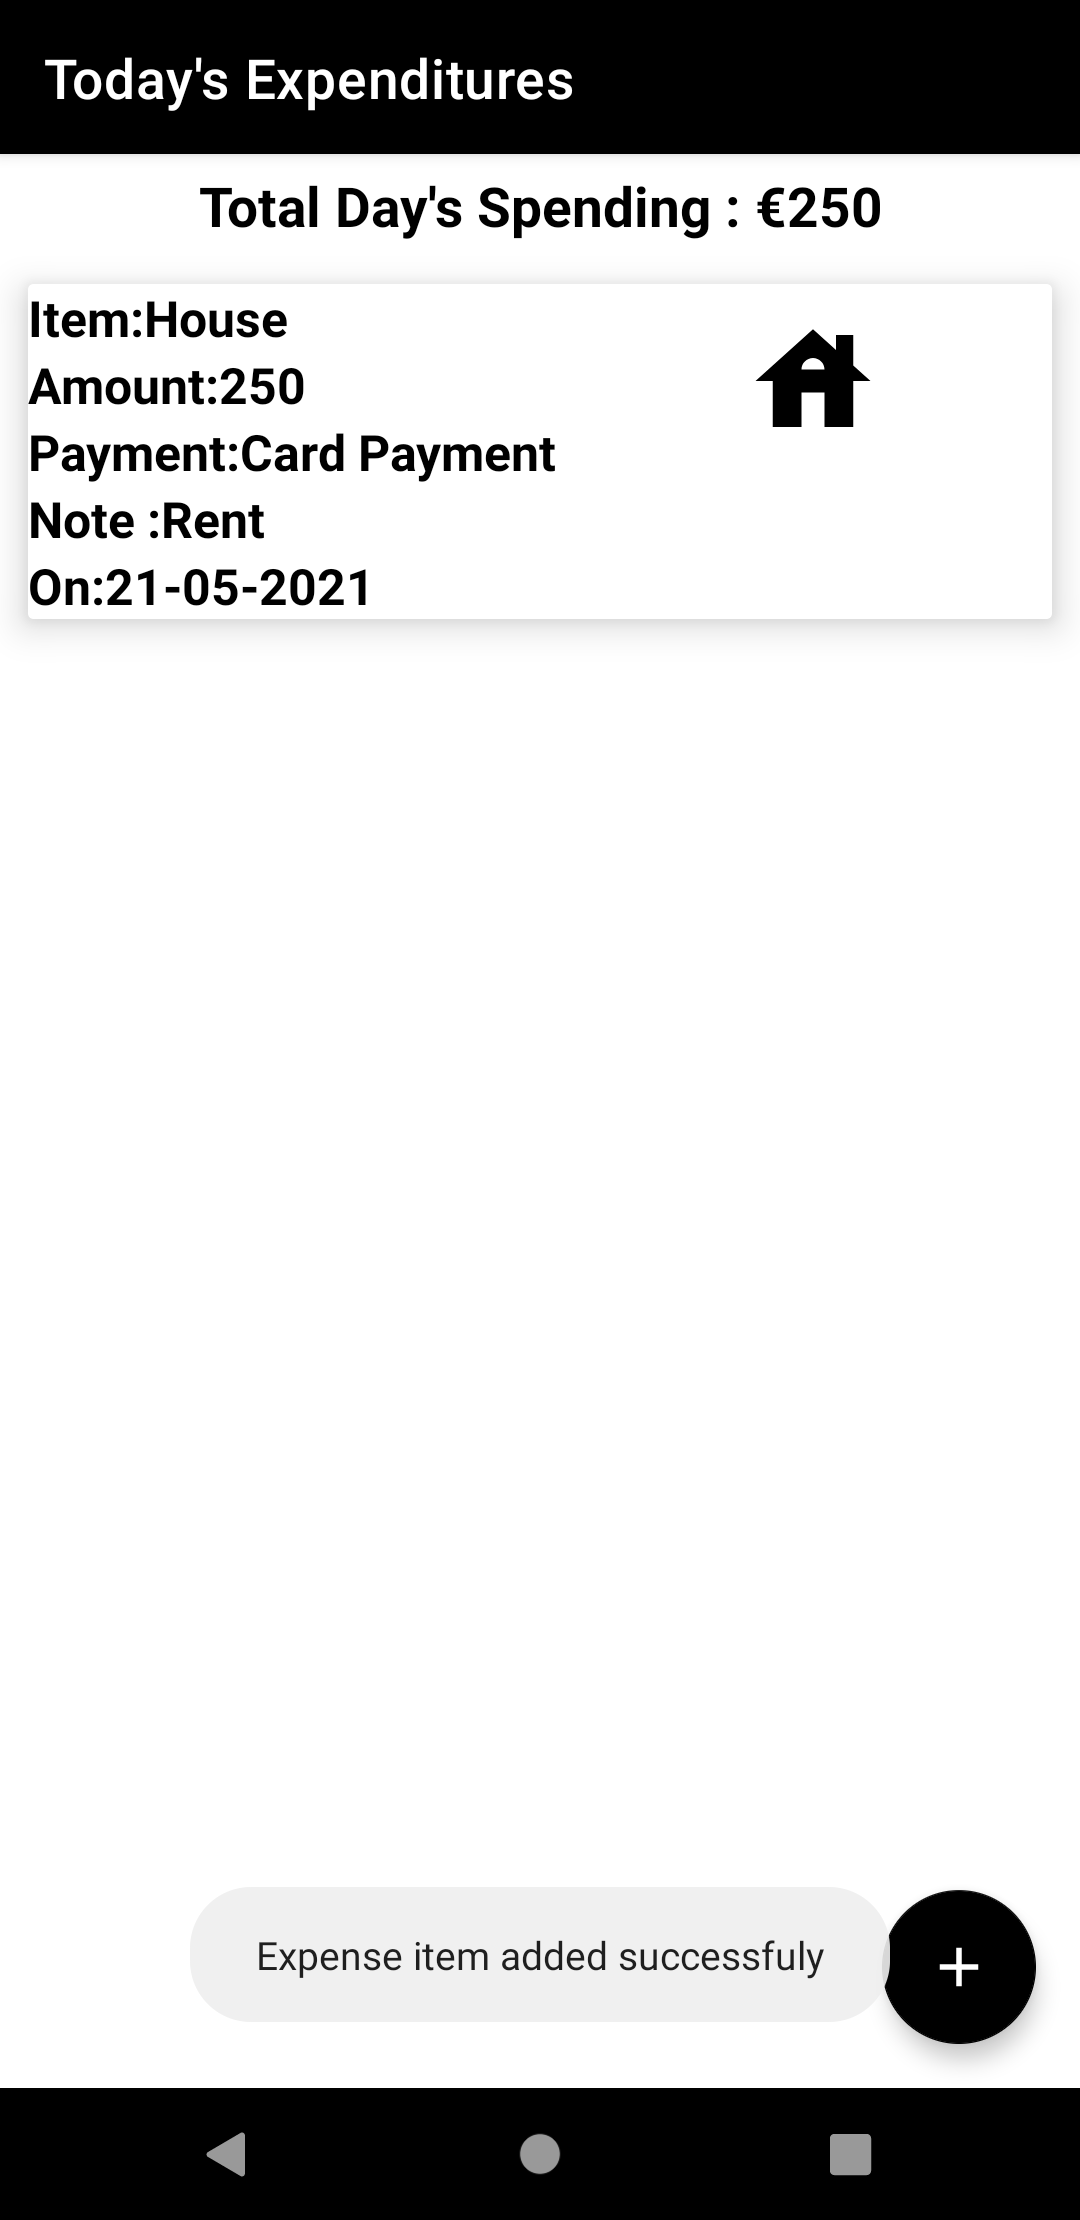 Today's Expenditures
Total Day's Spending : €250
Item:House
Amount:250
Payment:Card Payment
Note :Rent
On:21-05-2021
Expense item added successfuly